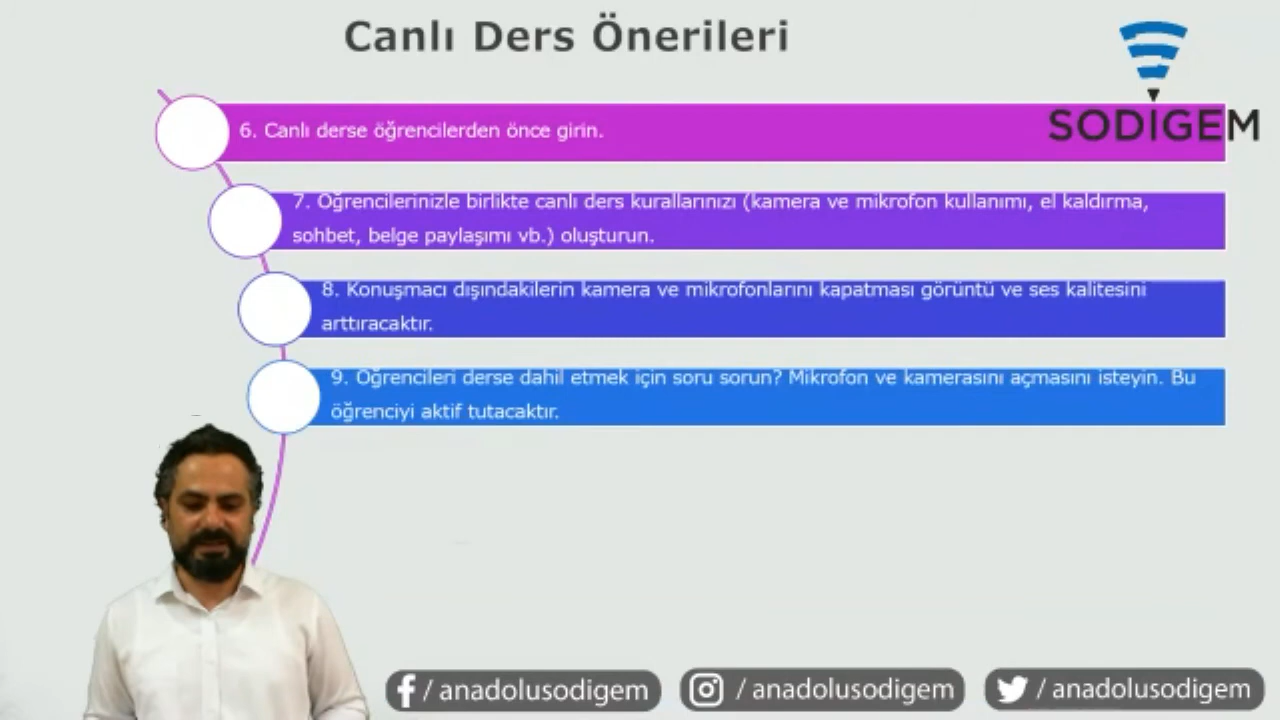 Canlı Ders Önerileri
SODİGEM
6. Canlı derse öğrencilerden önce girin.
7. Öğrencilerinizle birlikte canlı ders kurallarınızı (kamera ve mikrofon kullanımı, el kaldırma,
sohbet, belge paylaşımı vb.) oluşturun.
8. Konuşmacı dışındakilerin kamera ve mikrofonlarını kapatması görüntü ve ses kalitesini
arttıracaktır.
9. Öğrencileri derse dahil etmek için soru sorun? Mikrofon ve kamerasını açmasını isteyin. Bu
öğrenciyi aktif tutacaktır.
/ anadolusodigem
/ anadolusodigem
/ anadolusodigem